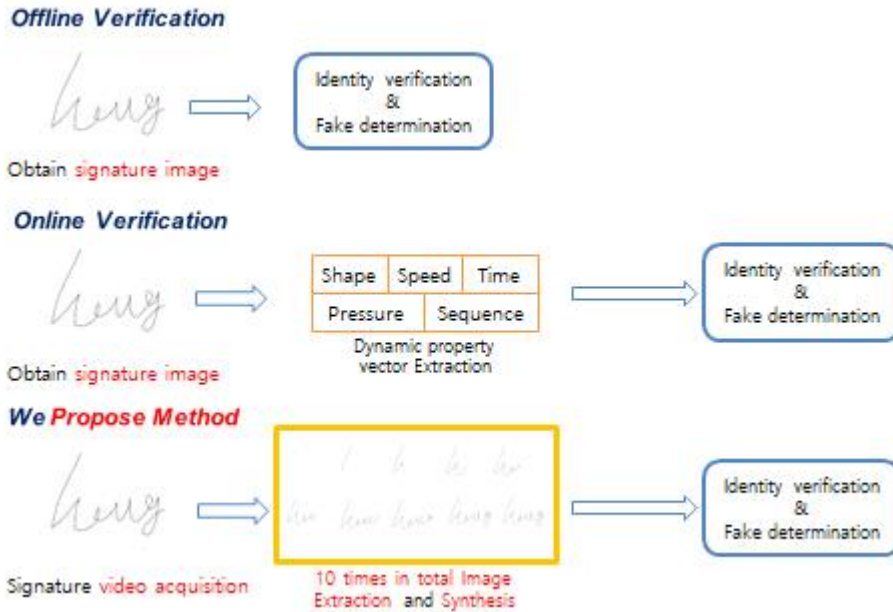 Offline Verification
Identity verification
&
Fake determination
Obtain signature image
Online Verification
Shape Speed Time
Pressure Sequence
Dynamic property
vector Extraction
Identity verification
&
Fake determination
Obtain signature image
We Propose Method
Identity verification
&
Fake determination
Signature video acquisition
10 times in total Image
Extraction and Synthesis